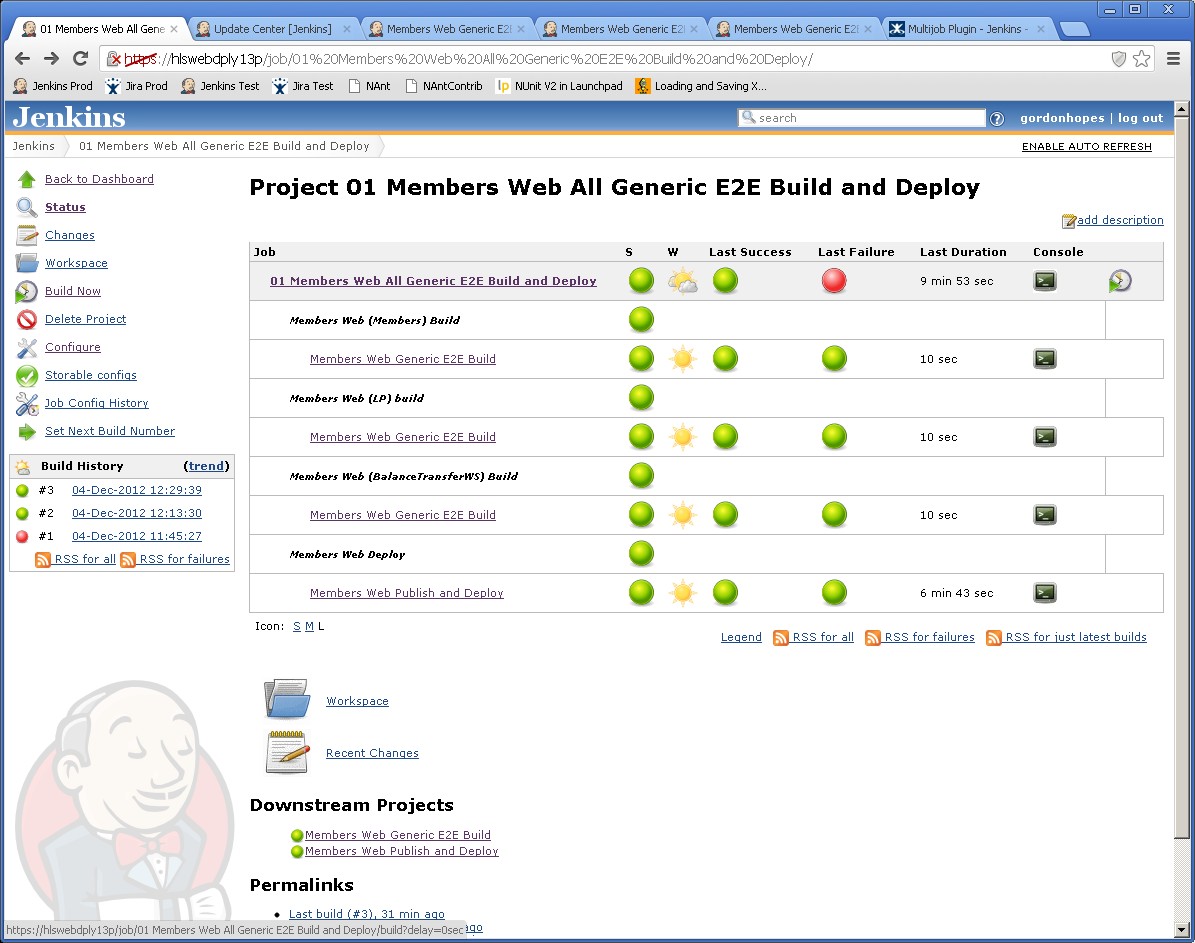 01 Members Web All Gene
Update Center [Jenkins]
Members Web Generic E2E
Members Web Generic E2E
Members Web Generic E2E
Multijob Plugin - Jenkins -
https://hlswebdply13p/job/01%20Members%20Web%20All%20Generic%20E2E%20Build%20and%20Deploy/
Jenkins Prod Jira Prod Jenkins Test Jira Test NAnt NAntContrib NUnit V2 in Launchpad Loading and Saving X...
Jenkins
search
gordonhopes | log out
Jenkins 01 Members Web All Generic E2E Build and Deploy
ENABLE AUTO REFRESH
Back to Dashboard
Status
Changes
Workspace
Build Now
Delete Project
Configure
Storable configs
Job Config History
Set Next Build Number
Build History (trend)
#3 04-Dec-2012 12:29:39
#2 04-Dec-2012 12:13:30
#1 04-Dec-2012 11:45:27
RSS for all RSS for failures
Project 01 Members Web All Generic E2E Build and Deploy
add description
Job S W Last Success Last Failure Last Duration Console
01 Members Web All Generic E2E Build and Deploy 9 min 53 sec
Members Web (Members) Build
Members Web Generic E2E Build 10 sec
Members Web (LP) build
Members Web Generic E2E Build 10 sec
Members Web (BalanceTransferWS) Build
Members Web Generic E2E Build 10 sec
Members Web Deploy
Members Web Publish and Deploy 6 min 43 sec
Icon: S M L
Legend RSS for all RSS for failures RSS for just latest builds
Workspace
Recent Changes
Downstream Projects
Members Web Generic E2E Build
Members Web Publish and Deploy
Permalinks
Last build (#3), 31 min ago
ago
https://hlswebdply13p/job/01 Members Web All Generic E2E Build and Deploy/build?delay=0sec